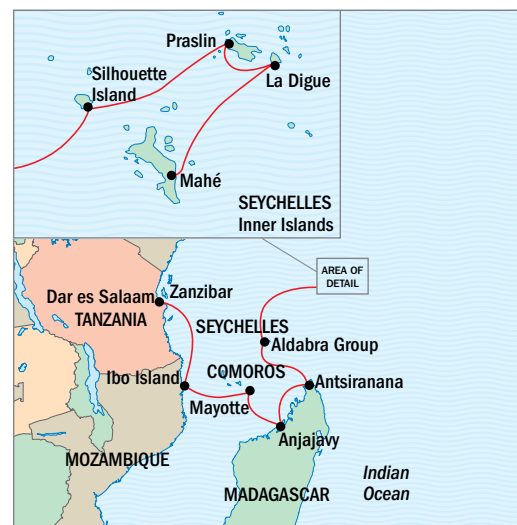 Praslin
Silhouette
Island
La Digue
Mahé
SEYCHELLES
Inner Islands
AREA OF
DETAIL
Dar es Salaam
Zanzibar
TANZANIA
SEYCHELLES
Aldabra Group
Ibo Island
COMOROS
Antsiranana
Mayotte
Anjajavy
MOZAMBIQUE
Indian
Ocean
MADAGASCAR